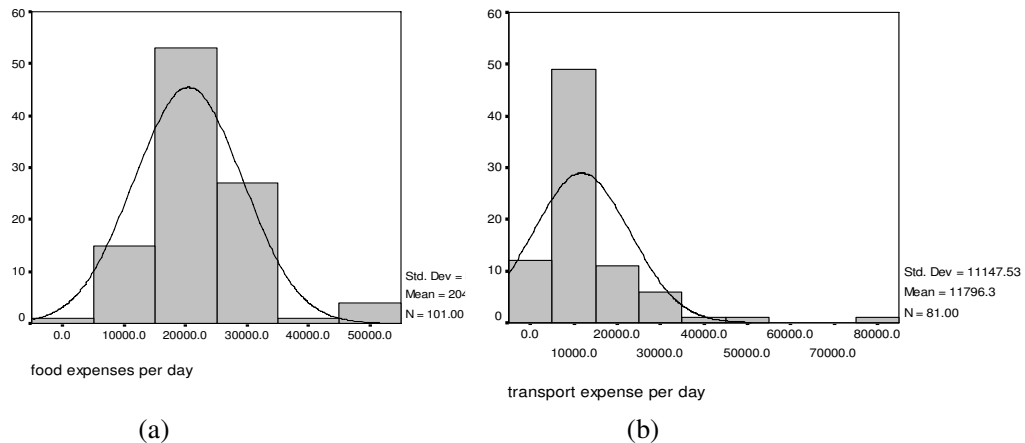 60
50
40
30
20
10
0
0.0 10000.0 20000.0 30000.0 40000.0 50000.0
food expenses per day
Std. Dev =
Mean = 204
N = 101.00
(a)
60
50
40
30
20
10
0
0.0 20000.0 40000.0 60000.0 80000.0
10000.0 30000.0 50000.0 70000.0
transport expense per day
Std. Dev = 11147.53
Mean = 11796.3
N = 81.00
(b)